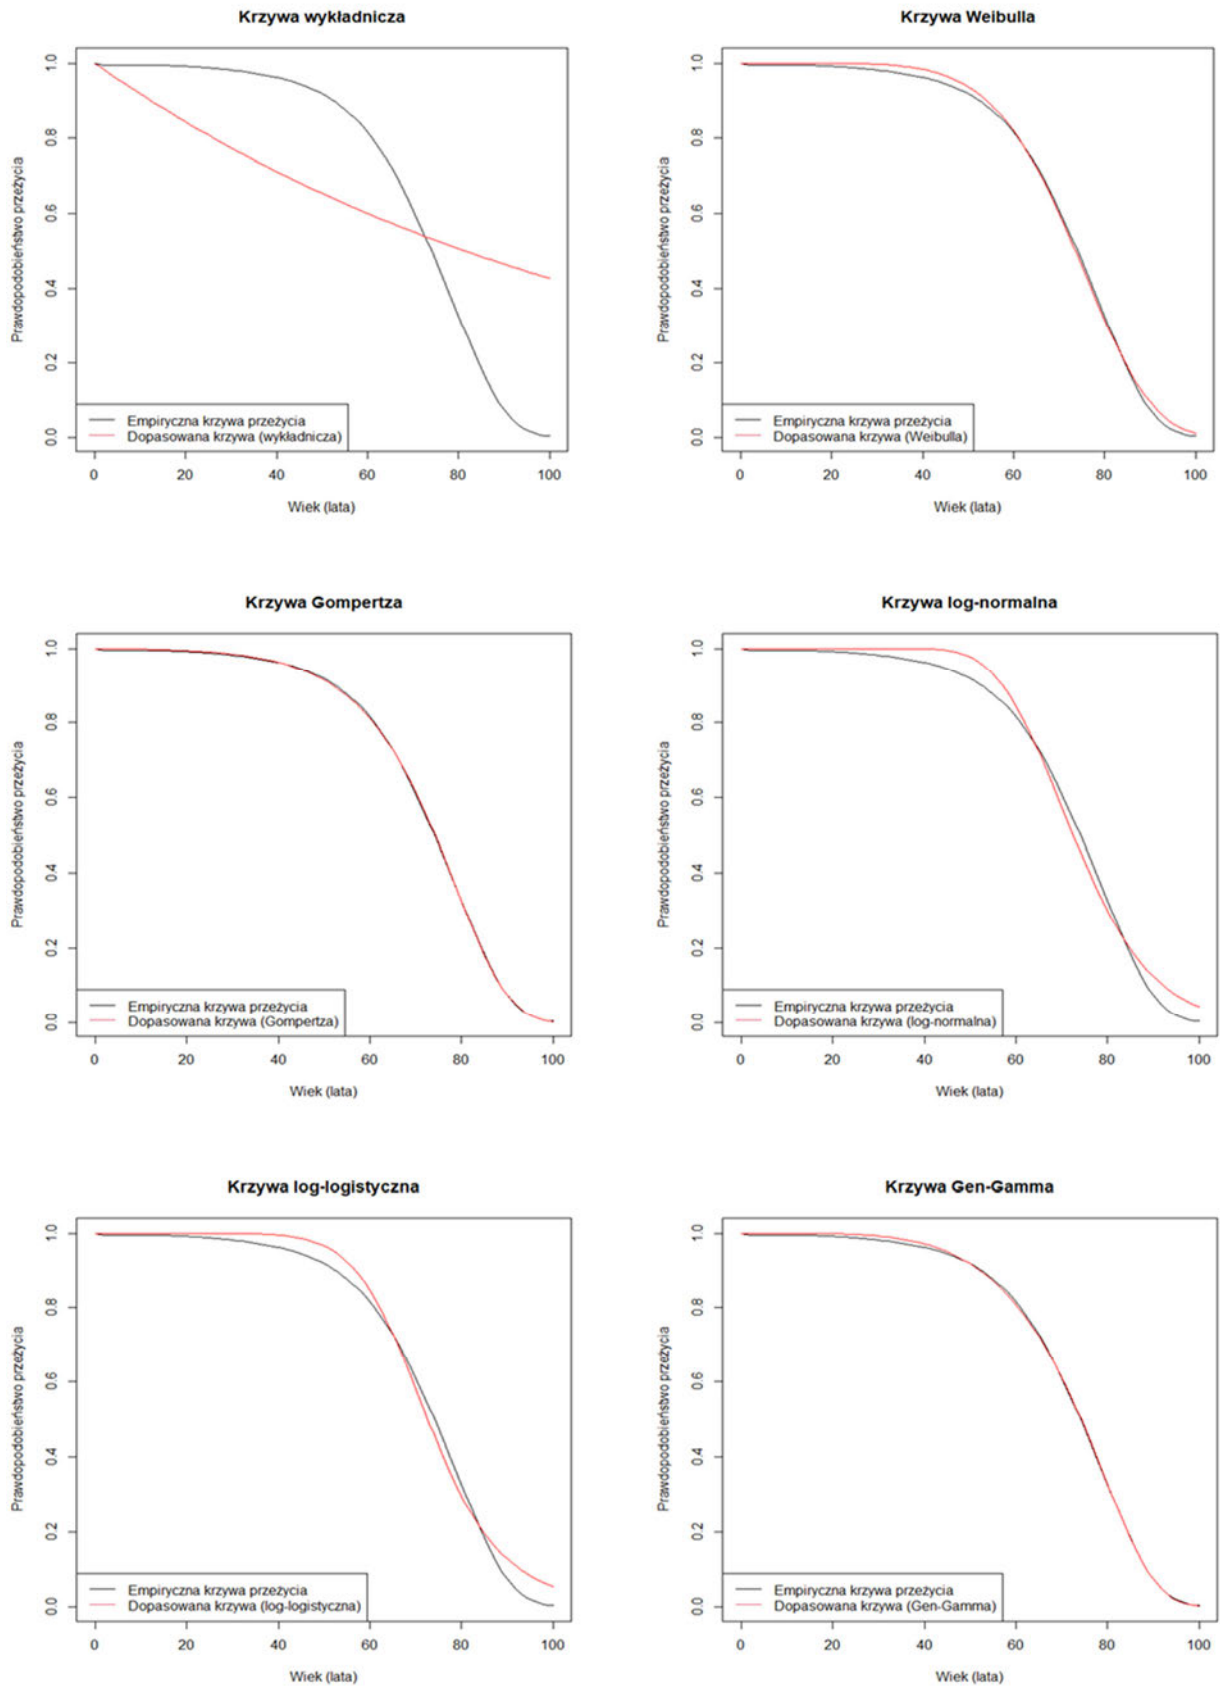 Krzywa wykładnicza
Prawdopodobieństwo przeżycia
1.0
0.8
0.6
0.4
0.2
0.0
Empiryczna krzywa przeżycia
Dopasowana krzywa (wykładnicza)
0 20 40 60 80 100
Wiek (lata)
Krzywa Weibulla
Prawdopodobieństwo przeżycia
1.0
0.8
0.6
0.4
0.2
0.0
Empiryczna krzywa przeżycia
Dopasowana krzywa (Weibulla)
0 20 40 60 80 100
Wiek (lata)
Krzywa Gompertza
Prawdopodobieństwo przeżycia
1.0
0.8
0.6
0.4
0.2
0.0
Empiryczna krzywa przeżycia
Dopasowana krzywa (Gompertza)
0 20 40 60 80 100
Wiek (lata)
Krzywa log-normalna
Prawdopodobieństwo przeżycia
1.0
0.8
0.6
0.4
0.2
0.0
Empiryczna krzywa przeżycia
Dopasowana krzywa (log-normalna)
0 20 40 60 80 100
Wiek (lata)
Krzywa log-logistyczna
Prawdopodobieństwo przeżycia
1.0
0.8
0.6
0.4
0.2
0.0
Empiryczna krzywa przeżycia
Dopasowana krzywa (log-logistyczna)
0 20 40 60 80 100
Wiek (lata)
Krzywa Gen-Gamma
Prawdopodobieństwo przeżycia
1.0
0.8
0.6
0.4
0.2
0.0
Empiryczna krzywa przeżycia
Dopasowana krzywa (Gen-Gamma)
0 20 40 60 80 100
Wiek (lata)